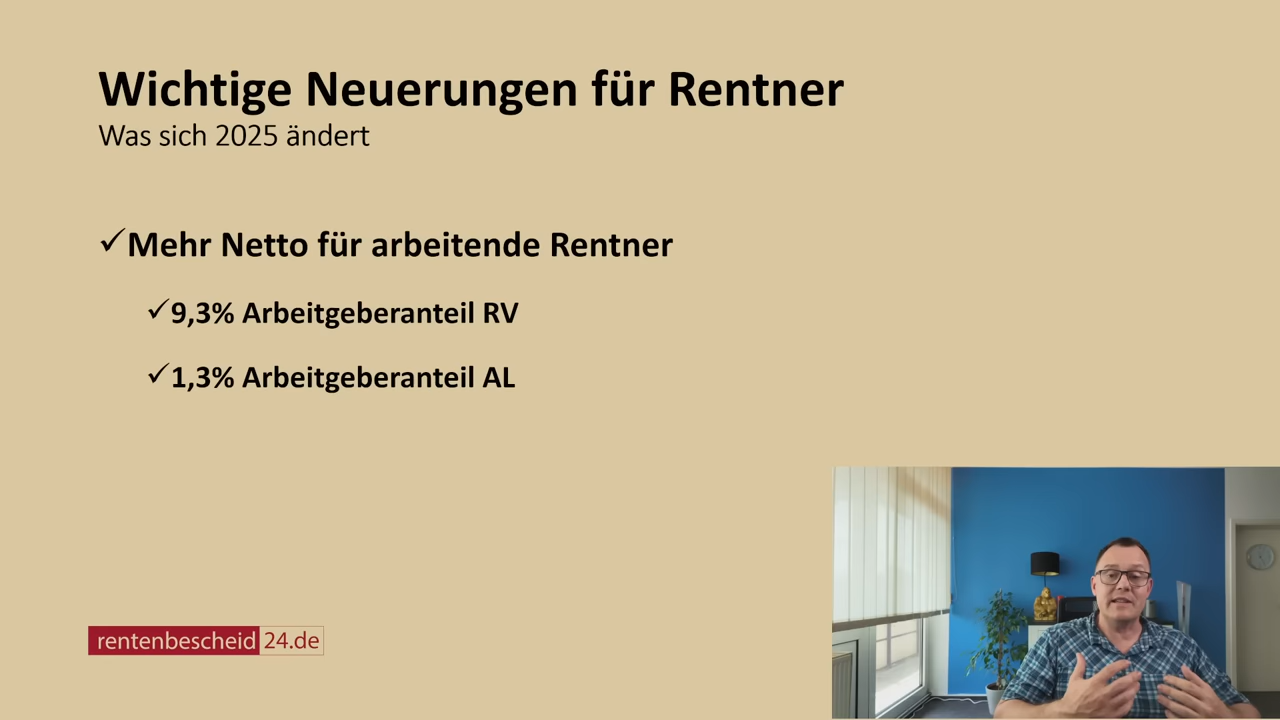 Wichtige Neuerungen für Rentner
Was sich 2025 ändert
✓Mehr Netto für arbeitende Rentner
✓9,3% Arbeitgeberanteil RV
✓1,3% Arbeitgeberanteil AL
rentenbescheid24.de